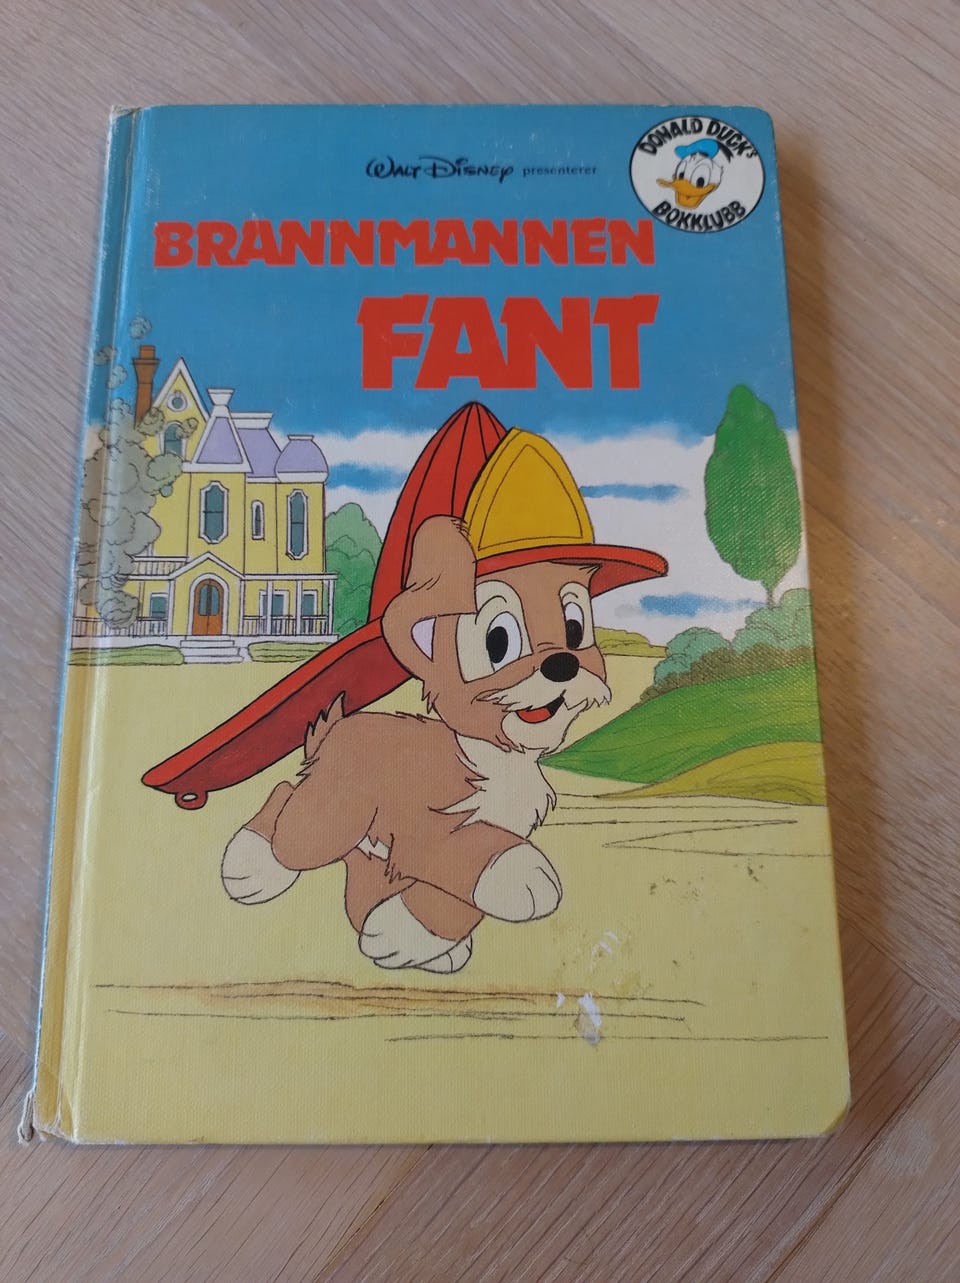 DONALD DUCK's
BOKKLUBB
WALT DISNEY presenterer
BRANNMANNEN
FANT